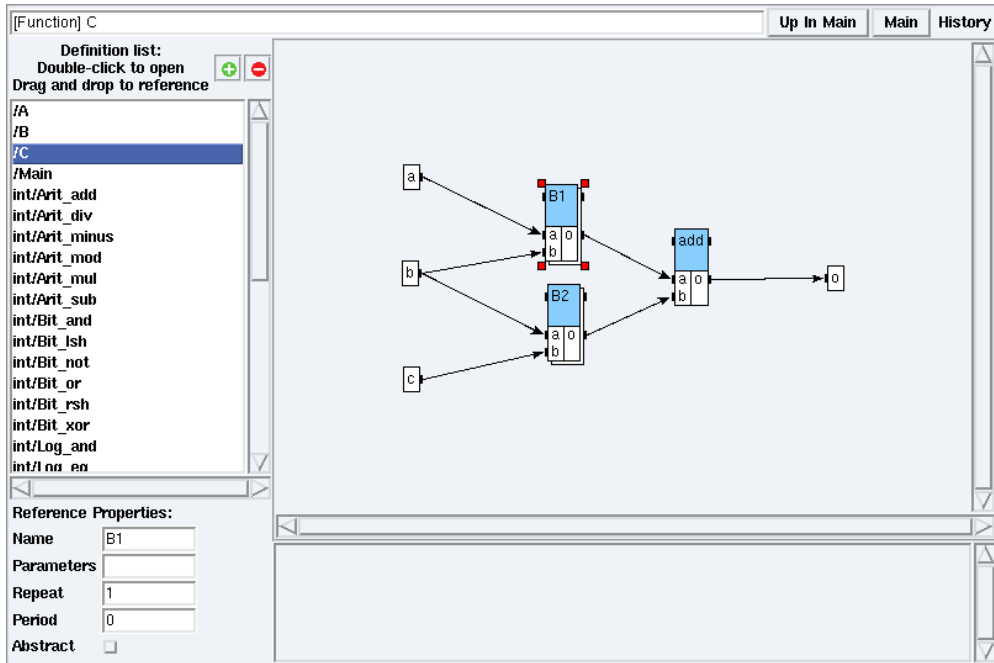 [Function] C
Up In Main
Main
History
Definition list:
Double-click to open
Drag and drop to reference
/A
/B
/C
/Main
int/Arit_add
int/Arit_div
int/Arit_minus
int/Arit_mod
int/Arit_mul
int/Arit_sub
int/Bit_and
int/Bit_lsh
int/Bit_not
int/Bit_or
int/Bit_rsh
int/Bit_xor
int/Log_and
int/Log_eq
Reference Properties:
Name B1
Parameters
Repeat 1
Period 0
Abstract
a
B1
a o
b
b
B2
a o
b
c
add
a o
b
o